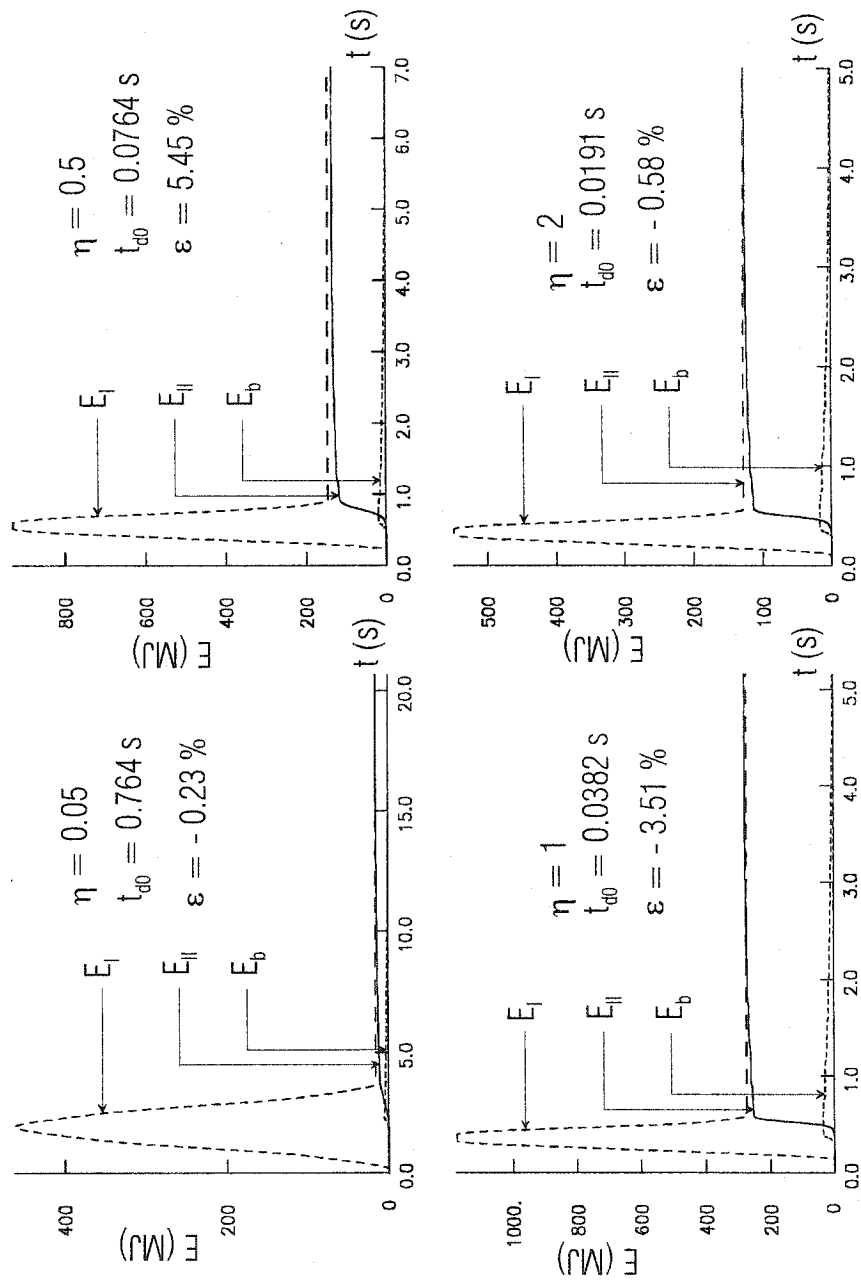 E (MJ)
400
200
0
η = 0.05
t_d0 = 0.764 s
ε = - 0.23 %
E_I
E_II
E_b
0.0 5.0 10.0 15.0 20.0
t (s)
E (MJ)
800
600
400
200
0
η = 0.5
t_d0 = 0.0764 s
ε = 5.45 %
E_I
E_II
E_b
0.0 1.0 2.0 3.0 4.0 5.0 6.0 7.0
t (s)
E (MJ)
1000.
800
600
400
200
0
η = 1
t_d0 = 0.0382 s
ε = - 3.51 %
E_I
E_II
E_b
0.0 1.0 2.0 3.0 4.0 5.0
t (s)
E (MJ)
500
400
300
200
100
0
η = 2
t_d0 = 0.0191 s
ε = - 0.58 %
E_I
E_II
E_b
0.0 1.0 2.0 3.0 4.0 5.0
t (s)